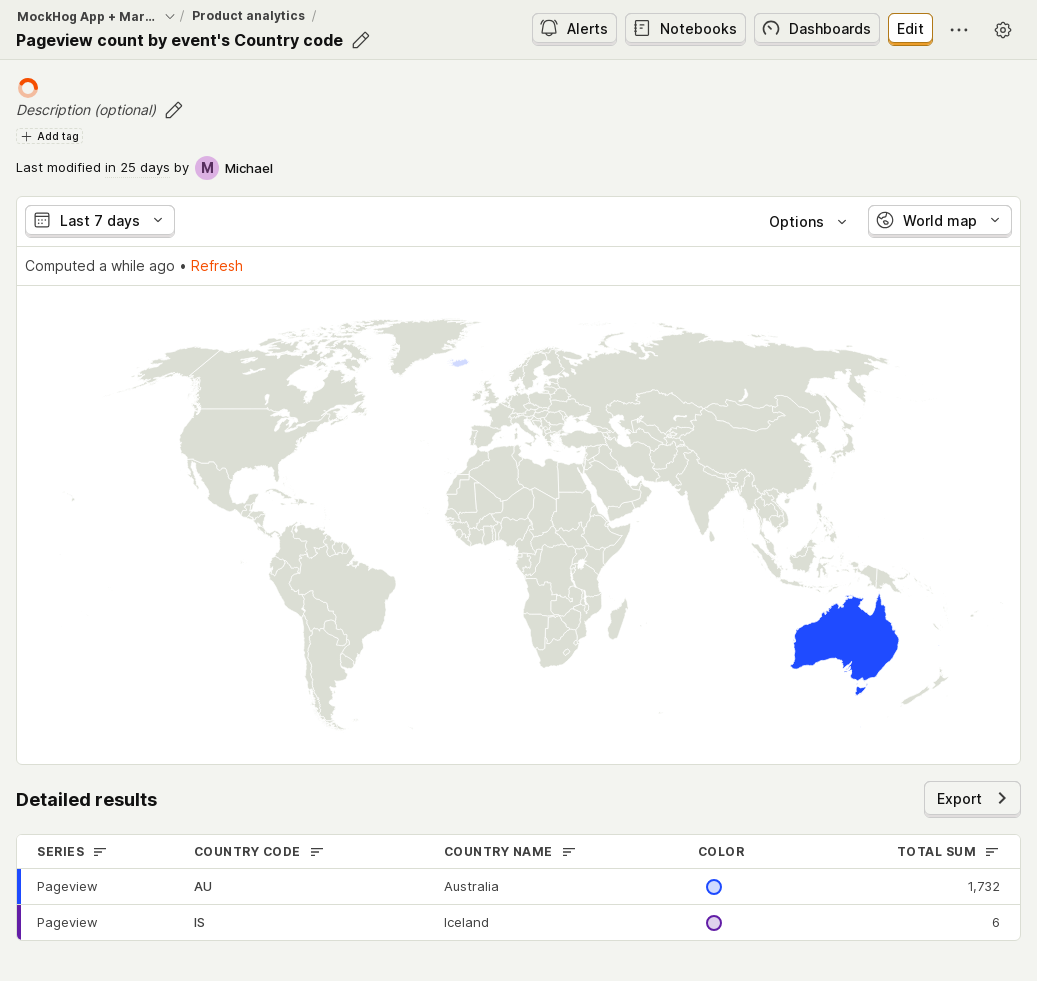 MockHog App + Mar... / Product analytics /
Pageview count by event's Country code
Alerts
Notebooks
Dashboards
Edit
Description (optional)
Add tag
Last modified in 25 days by M Michael
Last 7 days
Options
World map
Computed a while ago • Refresh
Detailed results
Export
SERIES COUNTRY CODE COUNTRY NAME COLOR TOTAL SUM
Pageview AU Australia 1,732
Pageview IS Iceland 6